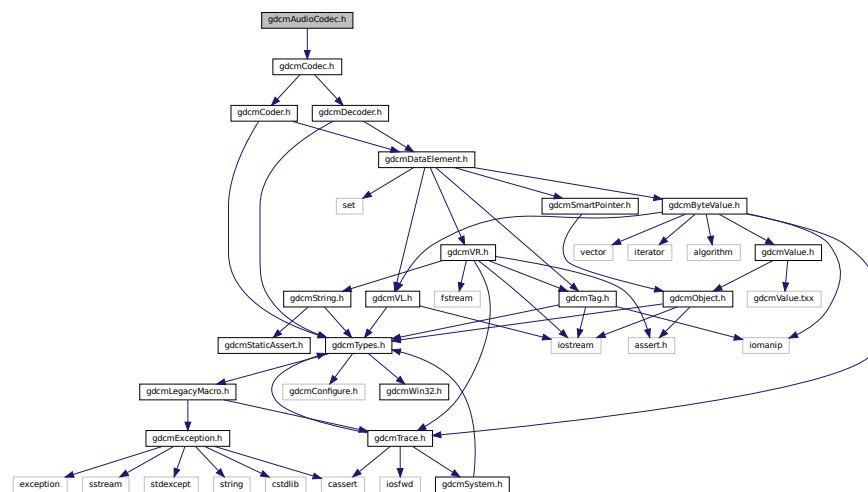 gdcmAudioCodec.h
gdcmCodec.h
gdcmCoder.h
gdcmDecoder.h
gdcmDataElement.h
set
gdcmSmartPointer.h
gdcmByteValue.h
gdcmVR.h
vector
iterator
algorithm
gdcmValue.h
gdcmString.h
gdcmVL.h
fstream
gdcmTag.h
gdcmObject.h
gdcmValue.txx
gdcmStaticAssert.h
gdcmTypes.h
iostream
assert.h
iomanip
gdcmLegacyMacro.h
gdcmConfigure.h
gdcmWin32.h
gdcmException.h
gdcmTrace.h
exception
sstream
stdexcept
string
cstdlib
cassert
iosfwd
gdcmSystem.h